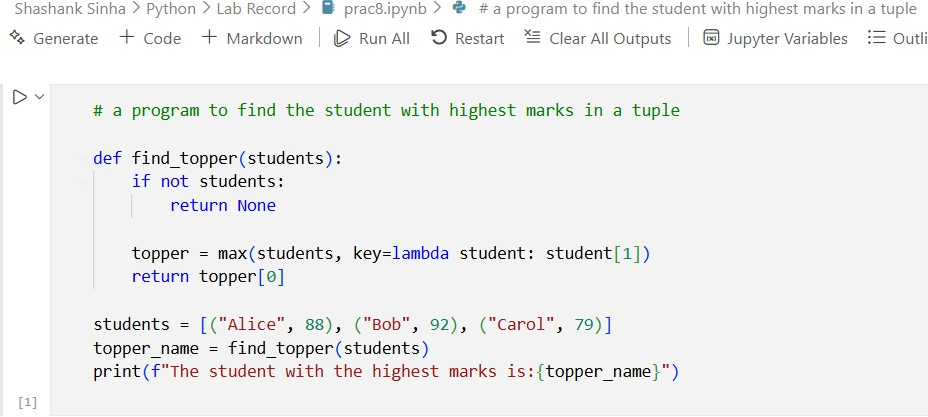 Shashank Sinha > Python > Lab Record > prac8.ipynb > # a program to find the student with highest marks in a tuple
Generate + Code + Markdown | Run All Restart Clear All Outputs | Jupyter Variables Outli
# a program to find the student with highest marks in a tuple
def find_topper(students):
    if not students:
        return None
    topper = max(students, key=lambda student: student[1])
    return topper[0]
students = [("Alice", 88), ("Bob", 92), ("Carol", 79)]
topper_name = find_topper(students)
print(f"The student with the highest marks is:{topper_name}")
[1]